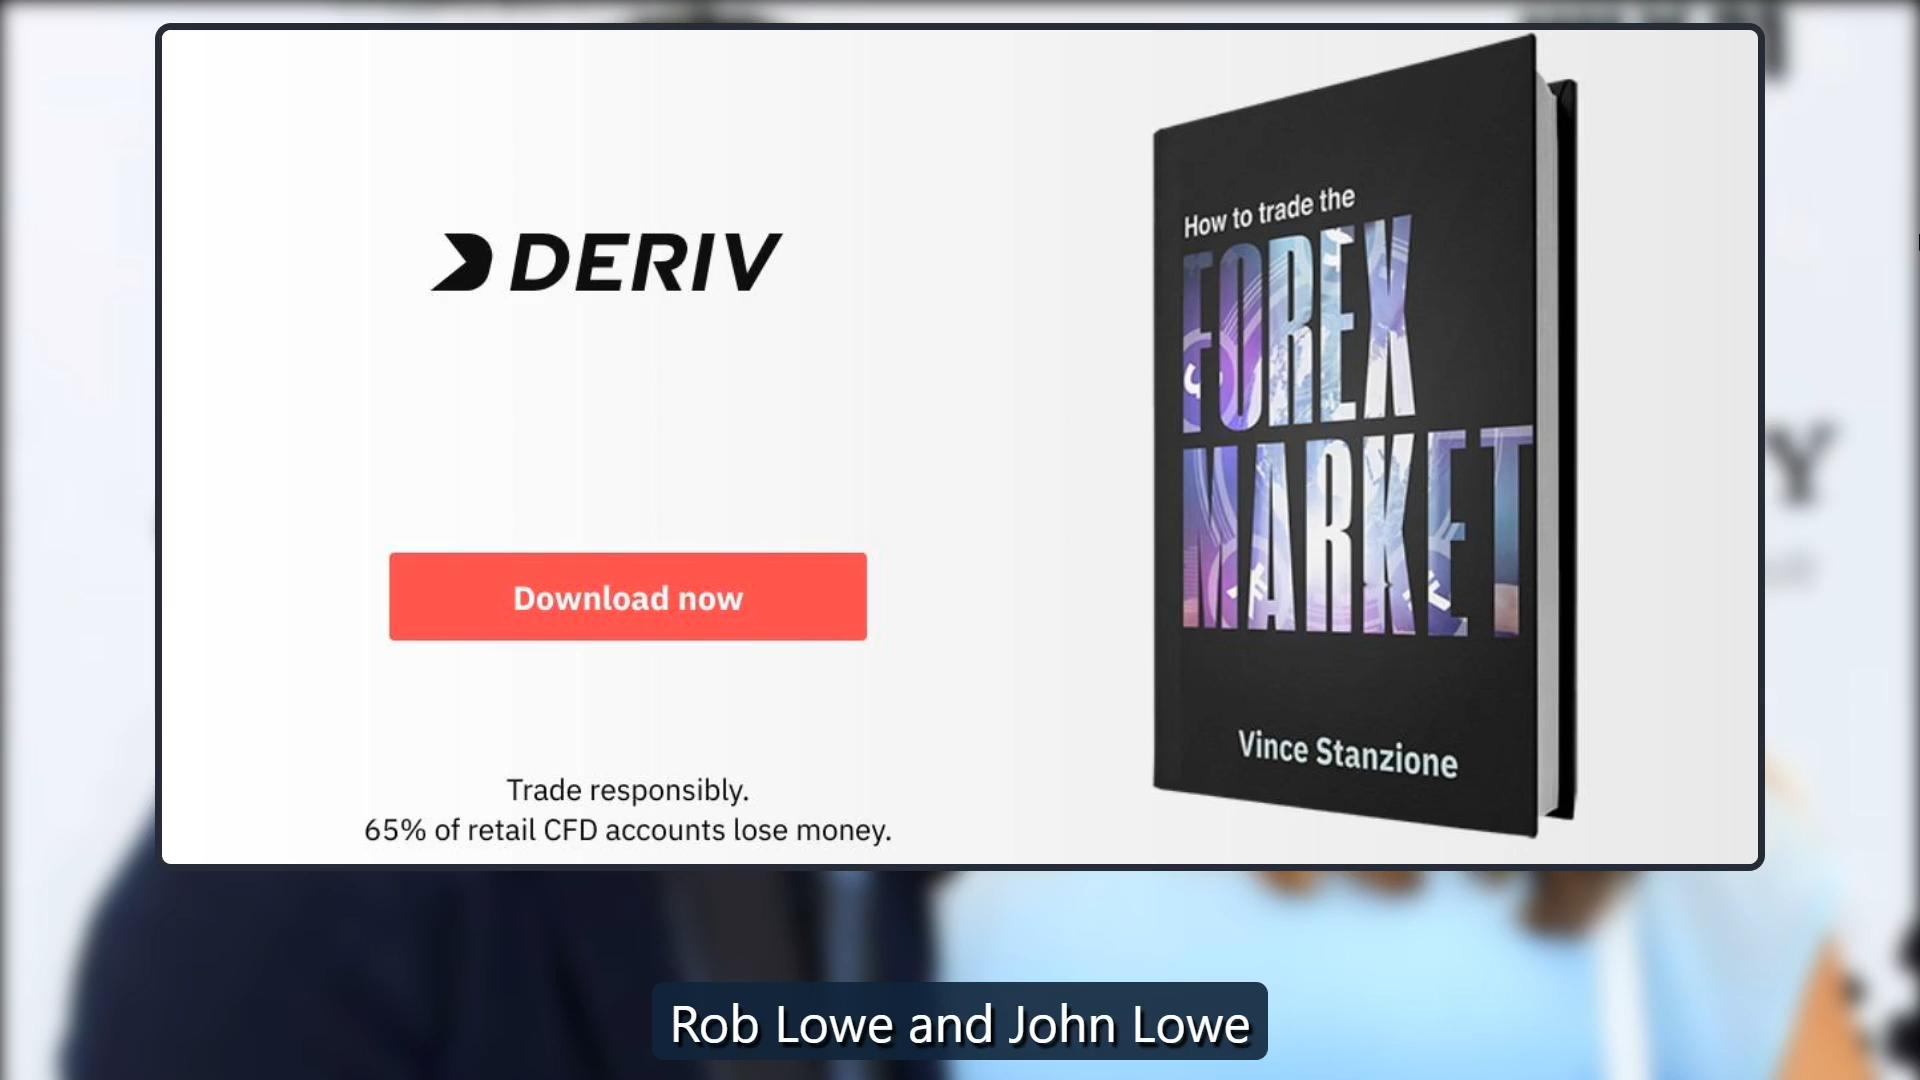 DERIV
Download now
Trade responsibly.
65% of retail CFD accounts lose money.
How to trade the
FOREX
MARKET
Vince Stanzione
Rob Lowe and John Lowe